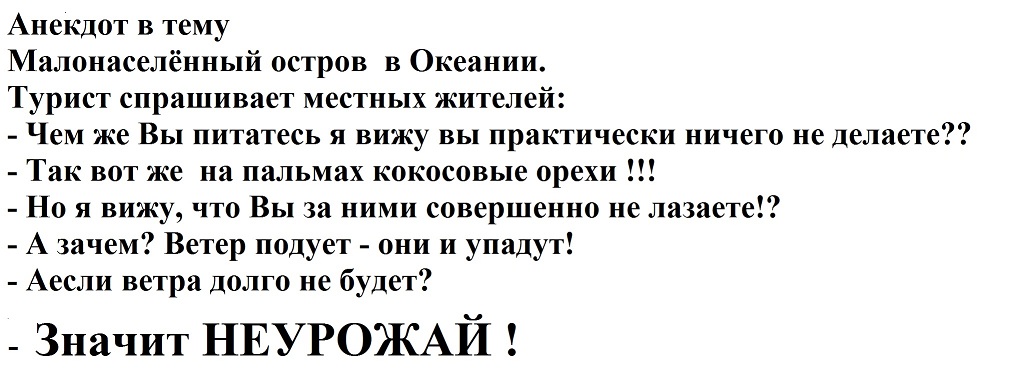 Анекдот в тему
Малонаселённый остров  в Океании.
Турист спрашивает местных жителей:
- Чем же Вы питатесь я вижу вы практически ничего не делаете??
- Так вот же  на пальмах кокосовые орехи !!!
- Но я вижу, что Вы за ними совершенно не лазаете!?
- А зачем? Ветер подует - они и упадут!
- Аесли ветра долго не будет?
-  Значит НЕУРОЖАЙ !